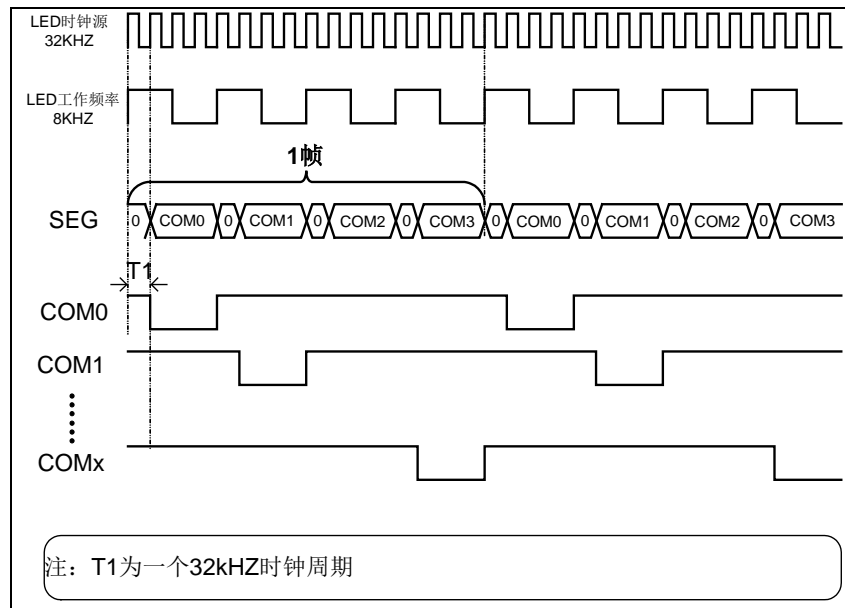 LED时钟源
32KHZ
LED工作频率
8KHZ
1帧
SEG 0 COM0 0 COM1 0 COM2 0 COM3 0 COM0 0 COM1 0 COM2 0 COM3
T1
COM0
COM1
COMx
注：T1为一个32kHZ时钟周期